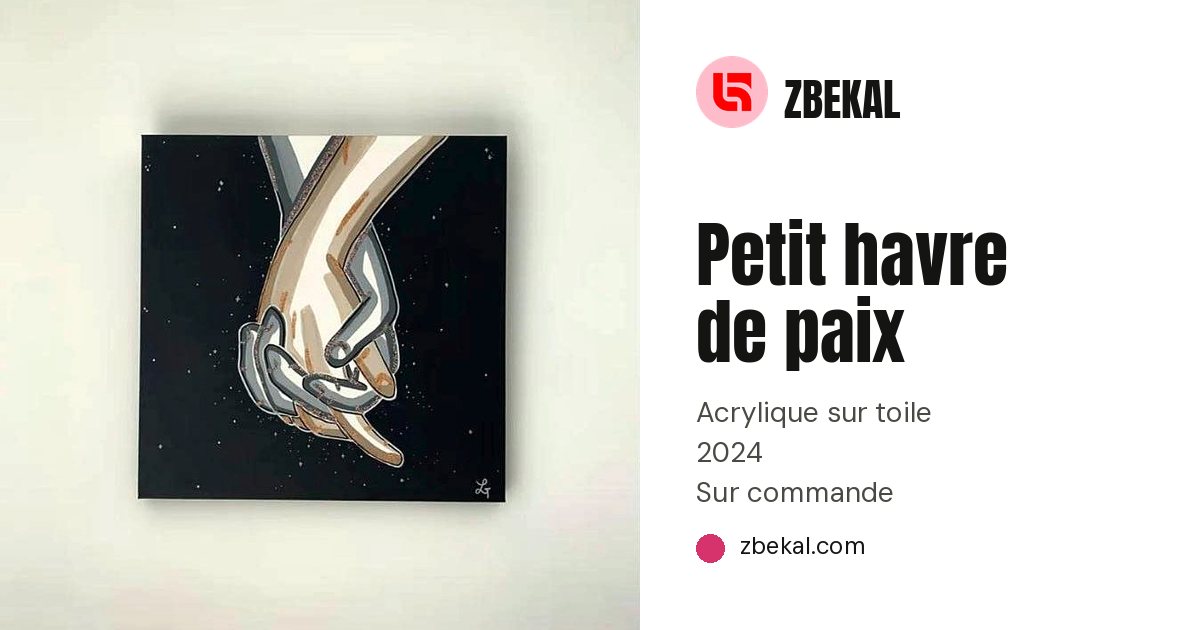 ZBEKAL
Petit havre
de paix
Acrylique sur toile
2024
Sur commande
zbekal.com